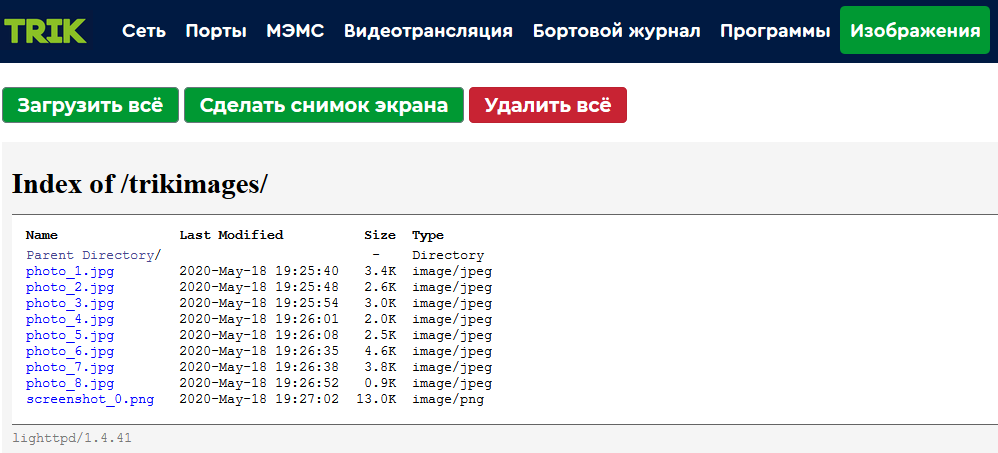 TRIK Сеть Порты МЭМС Видеотрансляция Бортовой журнал Программы Изображения
Загрузить всё Сделать снимок экрана Удалить всё
Index of /trikimages/
Name Last Modified Size Type
Parent Directory/ - Directory
photo_1.jpg 2020-May-18 19:25:40 3.4K image/jpeg
photo_2.jpg 2020-May-18 19:25:48 2.6K image/jpeg
photo_3.jpg 2020-May-18 19:25:54 3.0K image/jpeg
photo_4.jpg 2020-May-18 19:26:01 2.0K image/jpeg
photo_5.jpg 2020-May-18 19:26:08 2.5K image/jpeg
photo_6.jpg 2020-May-18 19:26:35 4.6K image/jpeg
photo_7.jpg 2020-May-18 19:26:38 3.8K image/jpeg
photo_8.jpg 2020-May-18 19:26:52 0.9K image/jpeg
screenshot_0.png 2020-May-18 19:27:02 13.0K image/png
lighttpd/1.4.41